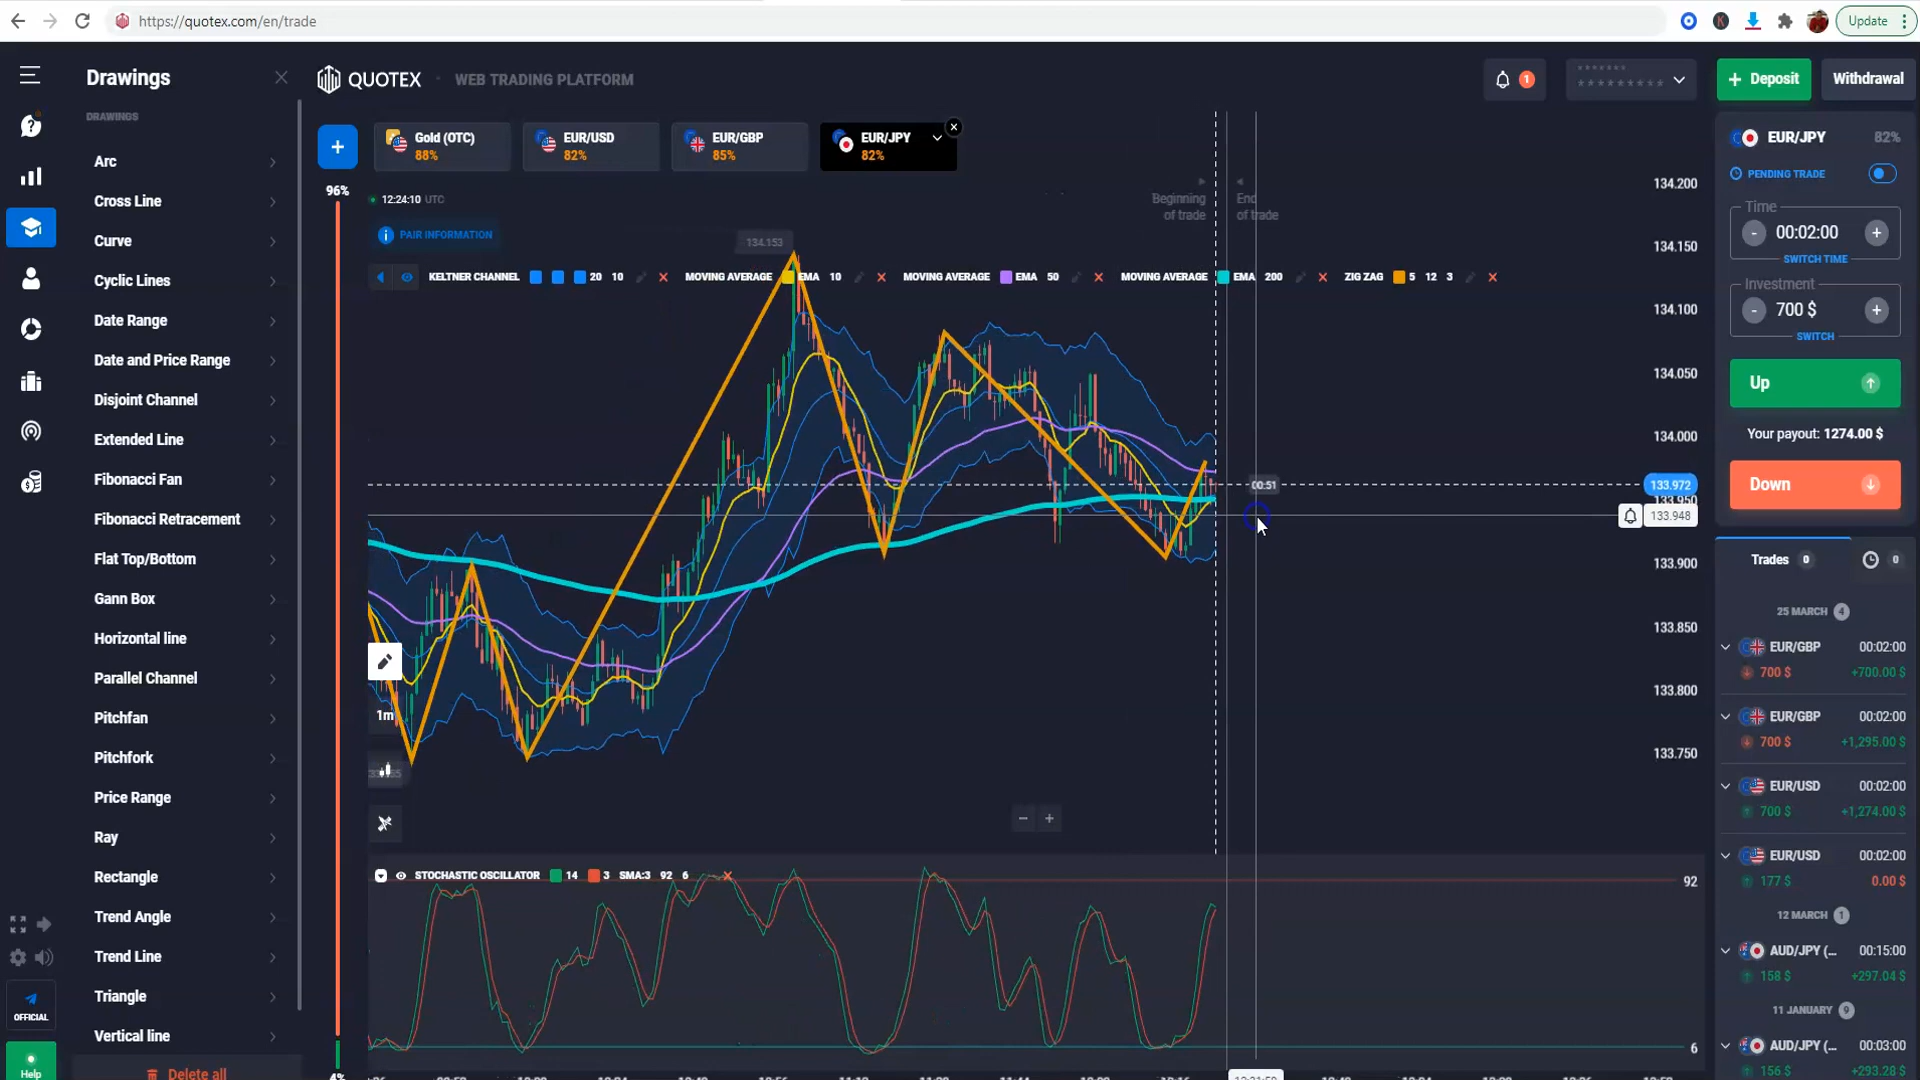 https://quotex.com/en/trade
Update
Drawings
DRAWINGS
Arc
Cross Line
Curve
Cyclic Lines
Date Range
Date and Price Range
Disjoint Channel
Extended Line
Fibonacci Fan
Fibonacci Retracement
Flat Top/Bottom
Gann Box
Horizontal line
Parallel Channel
Pitchfan
Pitchfork
Price Range
Ray
Rectangle
Trend Angle
Trend Line
Triangle
Vertical line
Delete all
OFFICIAL
Help
QUOTEX
WEB TRADING PLATFORM
1
Deposit
Withdrawal
Gold (OTC)
88%
EUR/USD
82%
EUR/GBP
85%
EUR/JPY
82%
96%
12:24:10 UTC
PAIR INFORMATION
Beginning of trade
End of trade
134.153
KELTNER CHANNEL 20 10 MOVING AVERAGE EMA 10 MOVING AVERAGE EMA 50 MOVING AVERAGE EMA 200 ZIG ZAG 5 12 3
134.200
134.150
134.100
134.050
134.000
00:51
133.972
133.950
133.948
133.900
133.850
133.800
133.750
1m
STOCHASTIC OSCILLATOR 14 3 SMA:3 92 6
92
6
EUR/JPY 82%
PENDING TRADE
Time
- 00:02:00 +
SWITCH TIME
Investment
- 700 $ +
SWITCH
Up
Your payout: 1274.00 $
Down
Trades 0
0
25 MARCH 4
EUR/GBP 00:02:00
700 $ +700.00 $
EUR/GBP 00:02:00
700 $ +1,295.00 $
EUR/USD 00:02:00
700 $ +1,274.00 $
EUR/USD 00:02:00
177 $ 0.00 $
12 MARCH 1
AUD/JPY (... 00:15:00
158 $ +297.04 $
11 JANUARY 9
AUD/JPY (... 00:03:00
156 $ +293.28 $